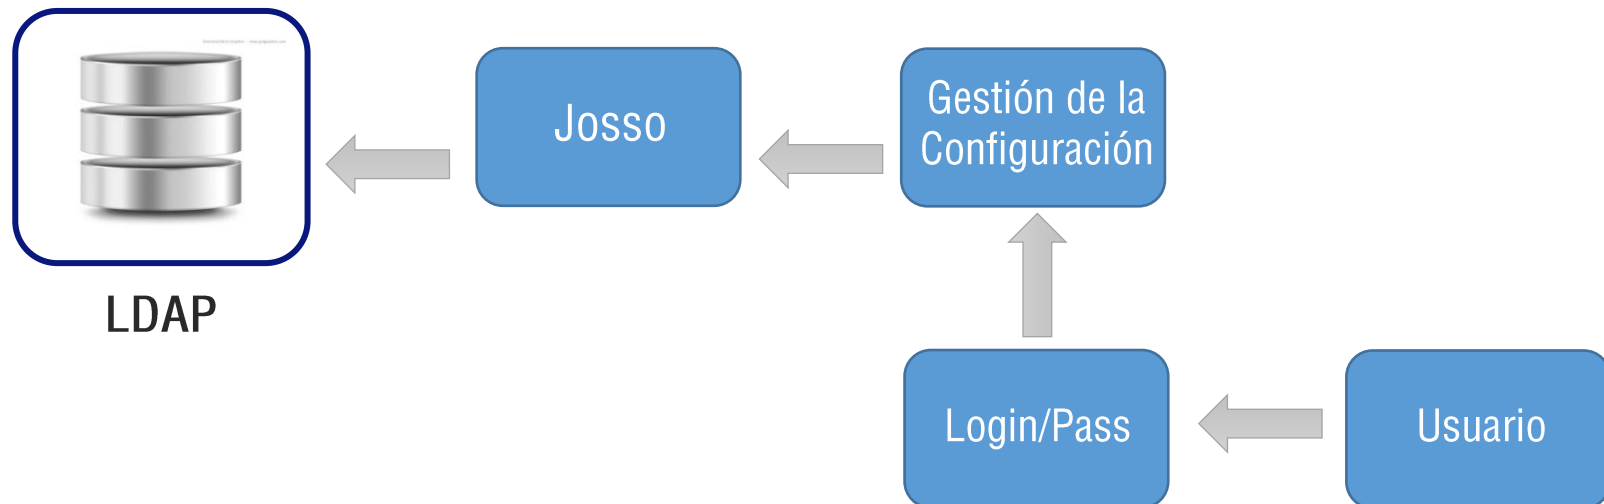 Josso
Gestión de la
Configuración
LDAP
Login/Pass
Usuario